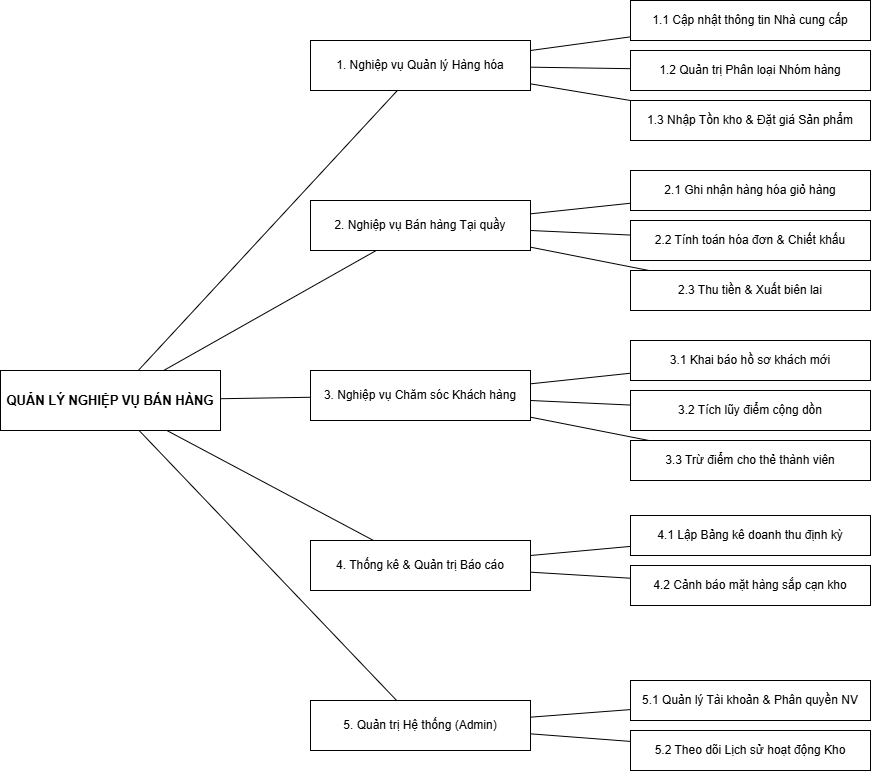 QUẢN LÝ NGHIỆP VỤ BÁN HÀNG
1. Nghiệp vụ Quản lý Hàng hóa
1.1 Cập nhật thông tin Nhà cung cấp
1.2 Quản trị Phân loại Nhóm hàng
1.3 Nhập Tồn kho & Đặt giá Sản phẩm
2. Nghiệp vụ Bán hàng Tại quầy
2.1 Ghi nhận hàng hóa giỏ hàng
2.2 Tính toán hóa đơn & Chiết khấu
2.3 Thu tiền & Xuất biên lai
3. Nghiệp vụ Chăm sóc Khách hàng
3.1 Khai báo hồ sơ khách mới
3.2 Tích lũy điểm cộng dồn
3.3 Trừ điểm cho thẻ thành viên
4. Thống kê & Quản trị Báo cáo
4.1 Lập Bảng kê doanh thu định kỳ
4.2 Cảnh báo mặt hàng sắp cạn kho
5. Quản trị Hệ thống (Admin)
5.1 Quản lý Tài khoản & Phân quyền NV
5.2 Theo dõi Lịch sử hoạt động Kho